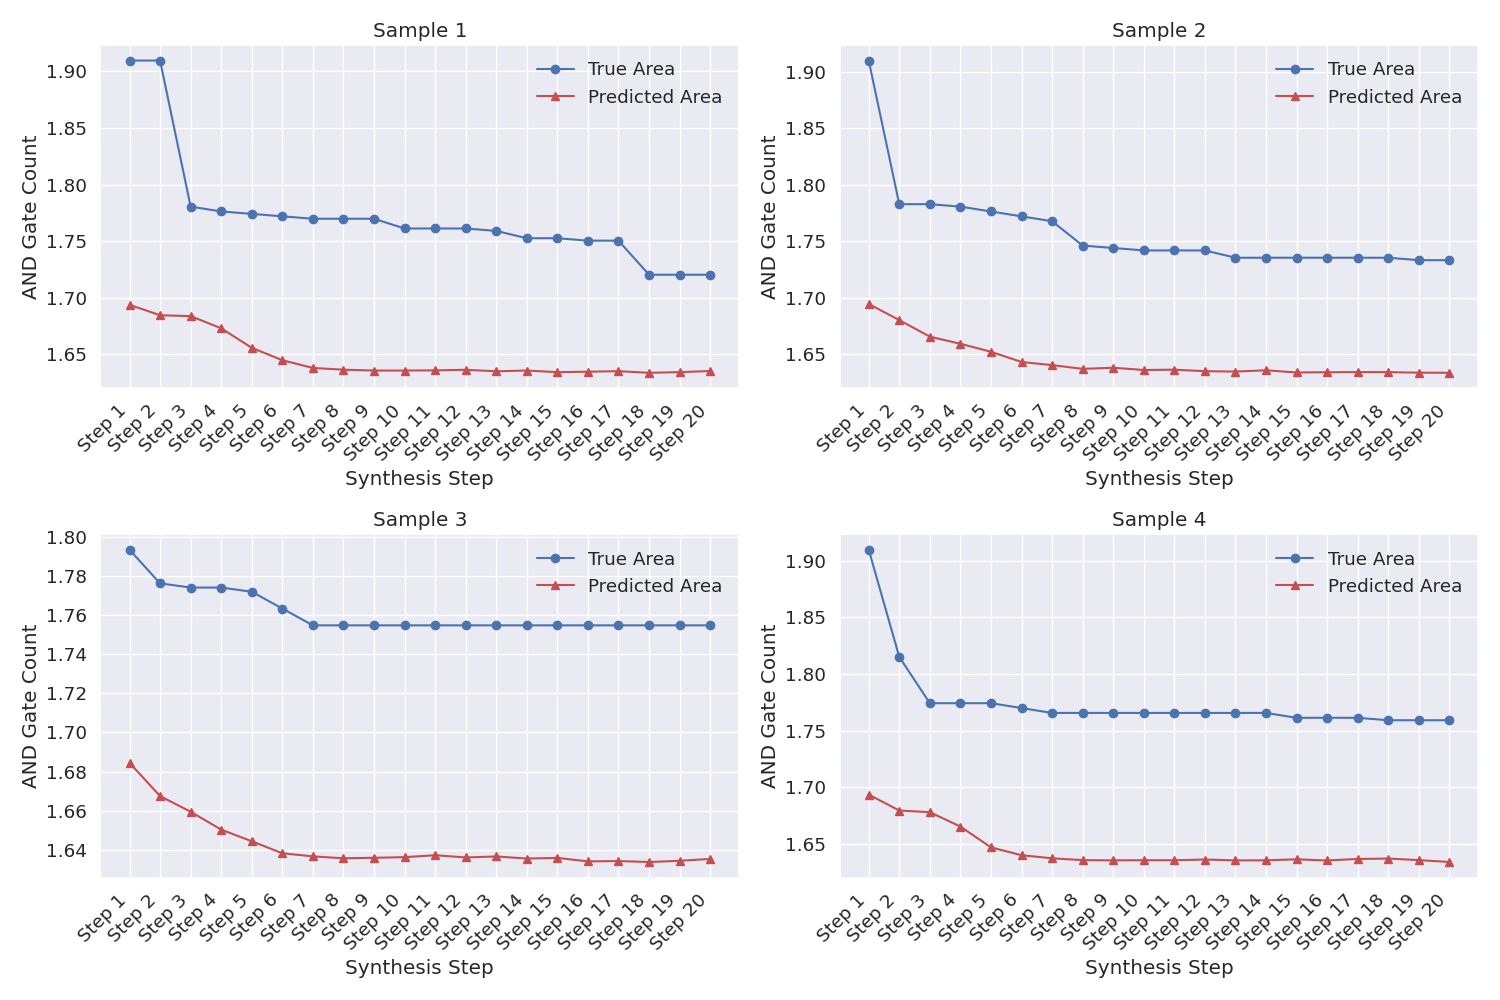 Sample 1
AND Gate Count
1.90
1.85
1.80
1.75
1.70
1.65
True Area
Predicted Area
Step 1
Step 2
Step 3
Step 4
Step 5
Step 6
Step 7
Step 8
Step 9
Step 10
Step 11
Step 12
Step 13
Step 14
Step 15
Step 16
Step 17
Step 18
Step 19
Step 20
Synthesis Step
Sample 2
AND Gate Count
1.90
1.85
1.80
1.75
1.70
1.65
True Area
Predicted Area
Step 1
Step 2
Step 3
Step 4
Step 5
Step 6
Step 7
Step 8
Step 9
Step 10
Step 11
Step 12
Step 13
Step 14
Step 15
Step 16
Step 17
Step 18
Step 19
Step 20
Synthesis Step
Sample 3
AND Gate Count
1.80
1.78
1.76
1.74
1.72
1.70
1.68
1.66
1.64
True Area
Predicted Area
Step 1
Step 2
Step 3
Step 4
Step 5
Step 6
Step 7
Step 8
Step 9
Step 10
Step 11
Step 12
Step 13
Step 14
Step 15
Step 16
Step 17
Step 18
Step 19
Step 20
Synthesis Step
Sample 4
AND Gate Count
1.90
1.85
1.80
1.75
1.70
1.65
True Area
Predicted Area
Step 1
Step 2
Step 3
Step 4
Step 5
Step 6
Step 7
Step 8
Step 9
Step 10
Step 11
Step 12
Step 13
Step 14
Step 15
Step 16
Step 17
Step 18
Step 19
Step 20
Synthesis Step